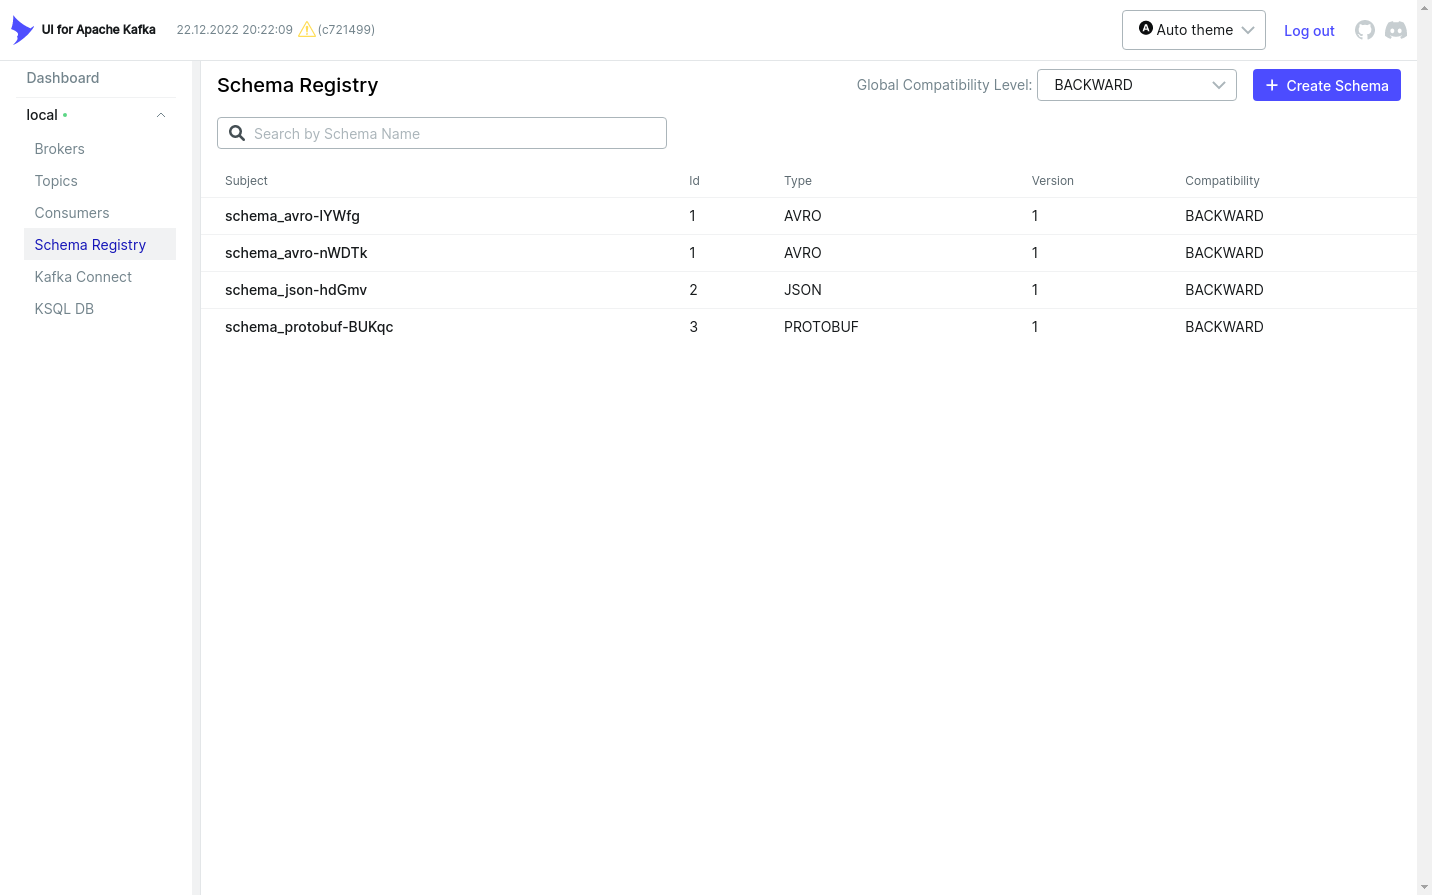 UI for Apache Kafka 22.12.2022 20:22:09 (c721499) Auto theme Log out
Dashboard
local
Brokers
Topics
Consumers
Schema Registry
Kafka Connect
KSQL DB
Schema Registry Global Compatibility Level: BACKWARD Create Schema
Search by Schema Name
Subject Id Type Version Compatibility
schema_avro-lYWfg 1 AVRO 1 BACKWARD
schema_avro-nWDTk 1 AVRO 1 BACKWARD
schema_json-hdGmv 2 JSON 1 BACKWARD
schema_protobuf-BUKqc 3 PROTOBUF 1 BACKWARD